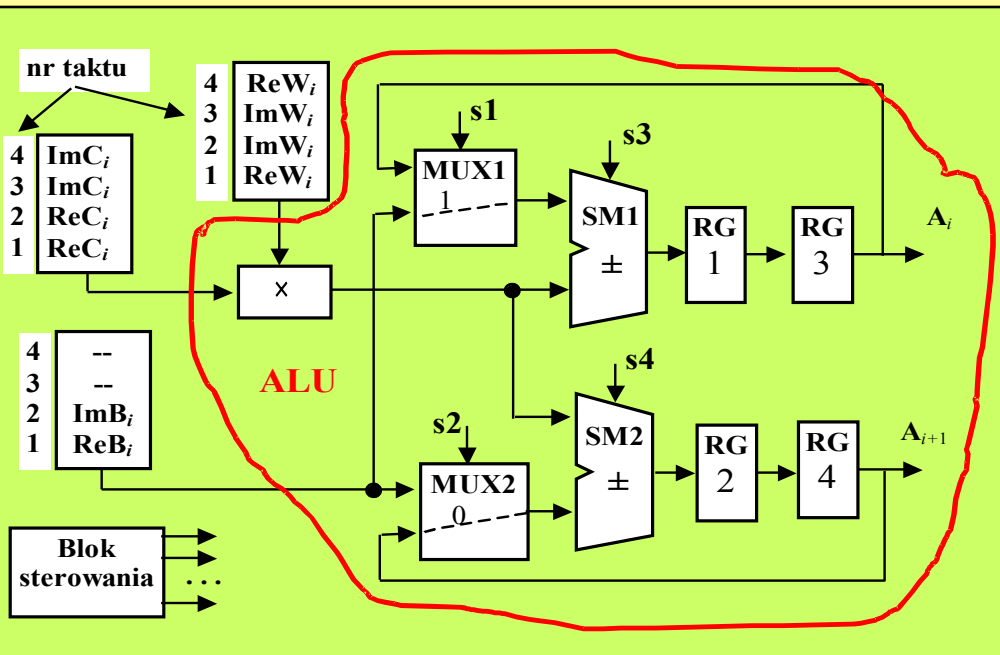 nr taktu
4 ReWi
3 ImWi
2 ImWi
1 ReWi
4 ImCi
3 ImCi
2 ReCi
1 ReCi
×
4 --
3 --
2 ImBi
1 ReBi
ALU
s1
MUX1
1
s3
SM1
±
RG
1
RG
3
Ai
s2
MUX2
0
s4
SM2
±
RG
2
RG
4
Ai+1
Blok
sterowania
...